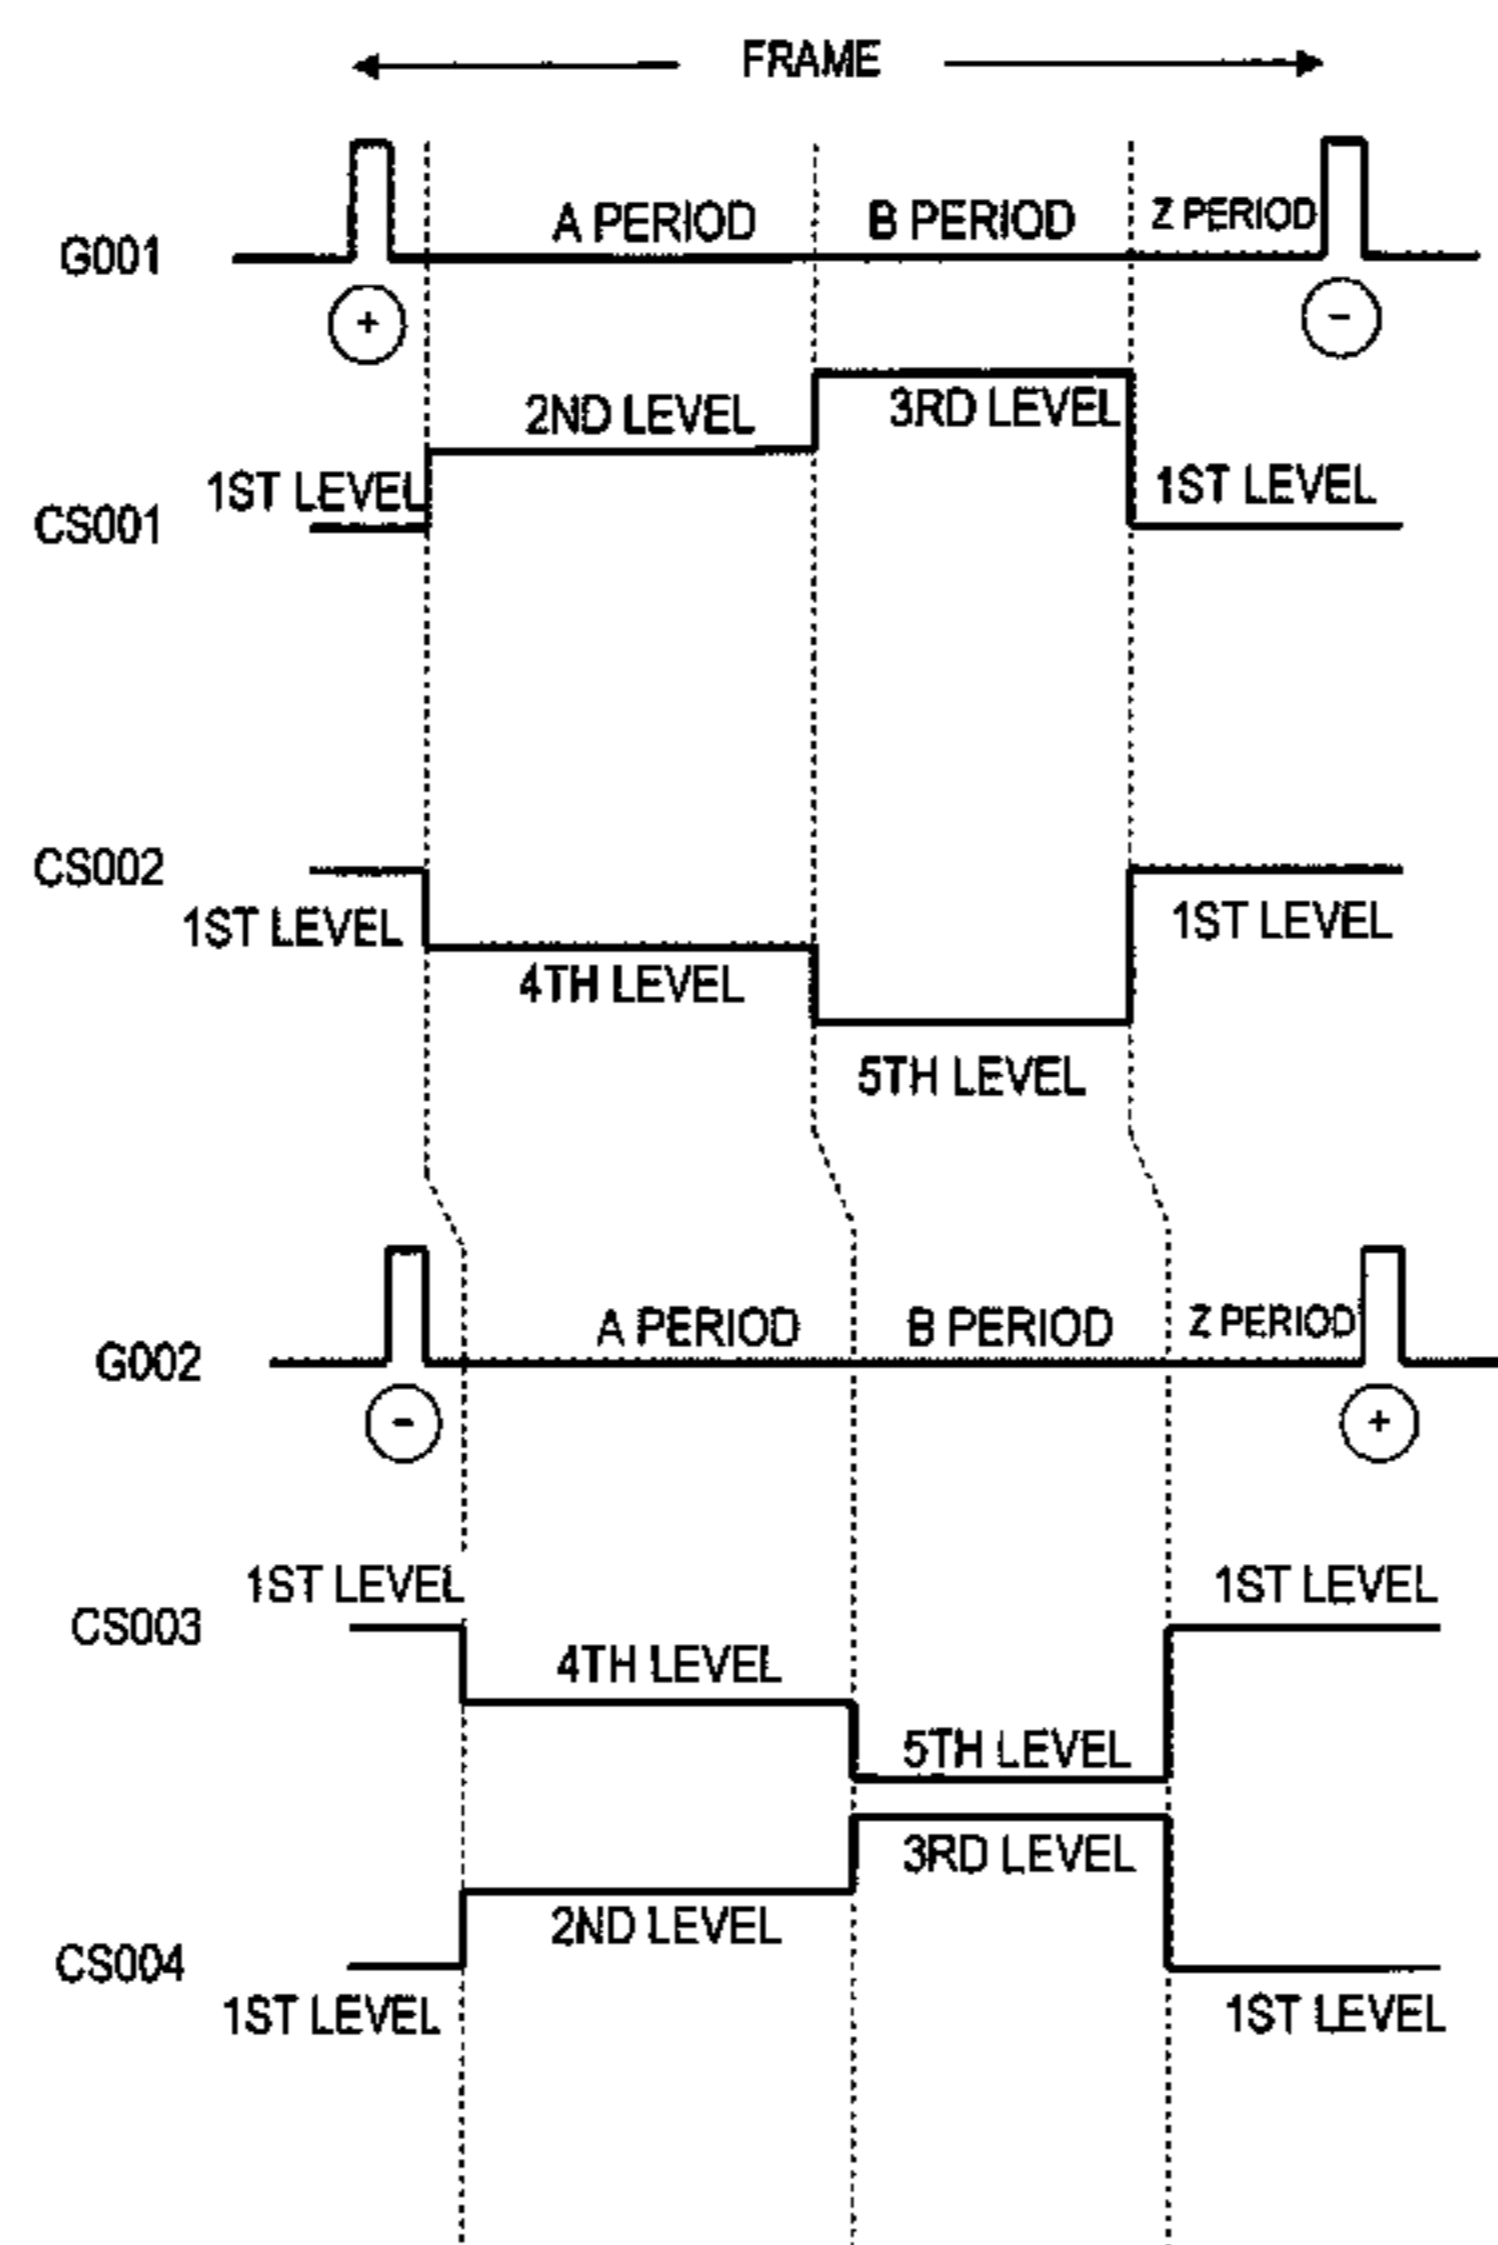 FRAME
A PERIOD
B PERIOD
Z PERIOD
G001
+
-
2ND LEVEL
3RD LEVEL
1ST LEVEL
1ST LEVEL
CS001
CS002
1ST LEVEL
1ST LEVEL
4TH LEVEL
5TH LEVEL
A PERIOD
B PERIOD
Z PERIOD
G002
-
+
1ST LEVEL
1ST LEVEL
CS003
4TH LEVEL
5TH LEVEL
3RD LEVEL
2ND LEVEL
CS004
1ST LEVEL
1ST LEVEL